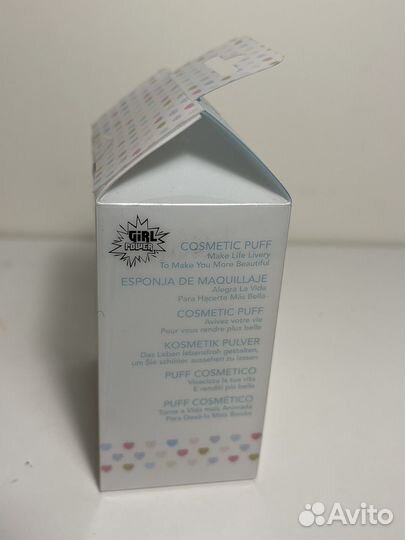 GiRL
POWER
COSMETIC PUFF
Make Life Livery
To Make You More Beautiful
ESPONJA DE MAQUILLAJE
Alegra La Vida
Para Hacerte Más Bella
COSMETIC PUFF
Avivez votre vie
Pour vous rendre plus belle
KOSMETIK PULVER
Das Leben lebensfroh gestalten,
um Sie schöner aussehen zu lassen
PUFF COSMETICO
Vivacizza la tua vita
E renditi più bella
PUFF COSMÉTICO
Torne a Vida mais Animada
Para Deixá-la Mais Bonita
Avito